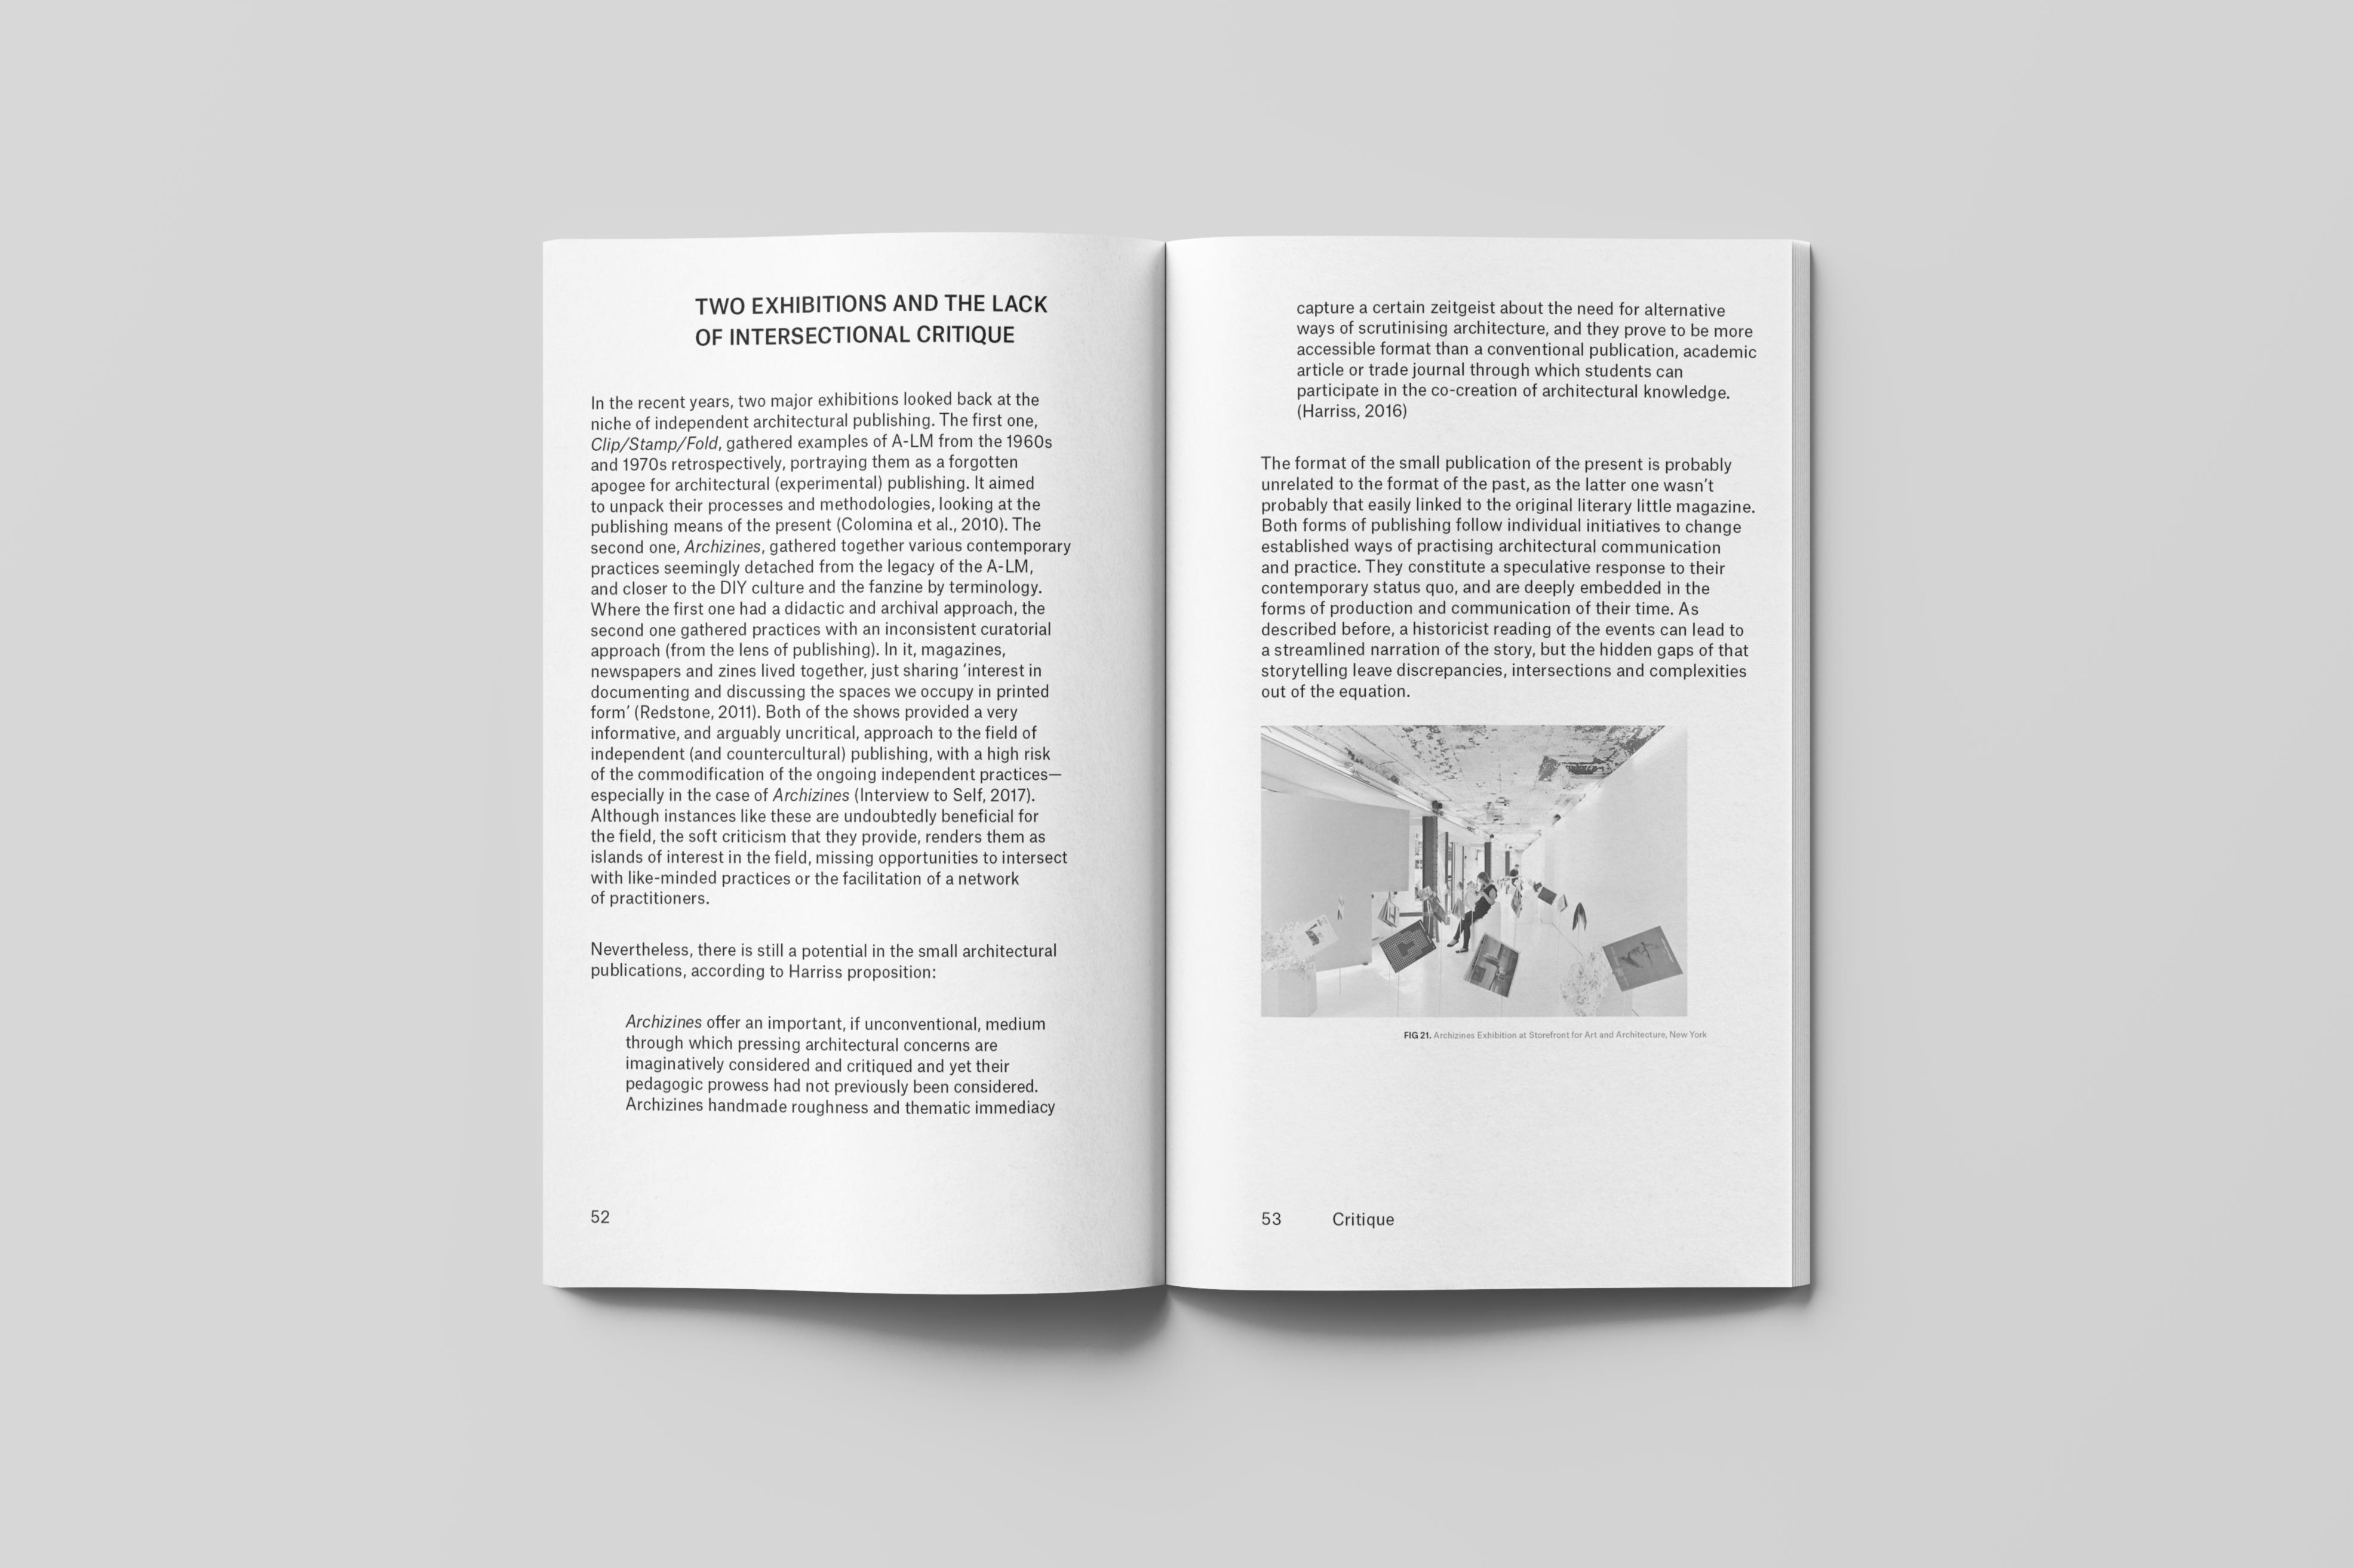 TWO EXHIBITIONS AND THE LACK
OF INTERSECTIONAL CRITIQUE
In the recent years, two major exhibitions looked back at the
niche of independent architectural publishing. The first one,
Clip/Stamp/Fold, gathered examples of A-LM from the 1960s
and 1970s retrospectively, portraying them as a forgotten
apogee for architectural (experimental) publishing. It aimed
to unpack their processes and methodologies, looking at the
publishing means of the present (Colomina et al., 2010). The
second one, Archizines, gathered together various contemporary
practices seemingly detached from the legacy of the A-LM,
and closer to the DIY culture and the fanzine by terminology.
Where the first one had a didactic and archival approach, the
second one gathered practices with an inconsistent curatorial
approach (from the lens of publishing). In it, magazines,
newspapers and zines lived together, just sharing ‘interest in
documenting and discussing the spaces we occupy in printed
form’ (Redstone, 2011). Both of the shows provided a very
informative, and arguably uncritical, approach to the field of
independent (and countercultural) publishing, with a high risk
of the commodification of the ongoing independent practices—
especially in the case of Archizines (Interview to Self, 2017).
Although instances like these are undoubtedly beneficial for
the field, the soft criticism that they provide, renders them as
islands of interest in the field, missing opportunities to intersect
with like-minded practices or the facilitation of a network
of practitioners.
Nevertheless, there is still a potential in the small architectural
publications, according to Harriss proposition:
Archizines offer an important, if unconventional, medium
through which pressing architectural concerns are
imaginatively considered and critiqued and yet their
pedagogic prowess had not previously been considered.
Archizines handmade roughness and thematic immediacy
52
capture a certain zeitgeist about the need for alternative
ways of scrutinising architecture, and they prove to be more
accessible format than a conventional publication, academic
article or trade journal through which students can
participate in the co-creation of architectural knowledge.
(Harriss, 2016)
The format of the small publication of the present is probably
unrelated to the format of the past, as the latter one wasn’t
probably that easily linked to the original literary little magazine.
Both forms of publishing follow individual initiatives to change
established ways of practising architectural communication
and practice. They constitute a speculative response to their
contemporary status quo, and are deeply embedded in the
forms of production and communication of their time. As
described before, a historicist reading of the events can lead to
a streamlined narration of the story, but the hidden gaps of that
storytelling leave discrepancies, intersections and complexities
out of the equation.
FIG 21. Archizines Exhibition at Storefront for Art and Architecture, New York
53 Critique